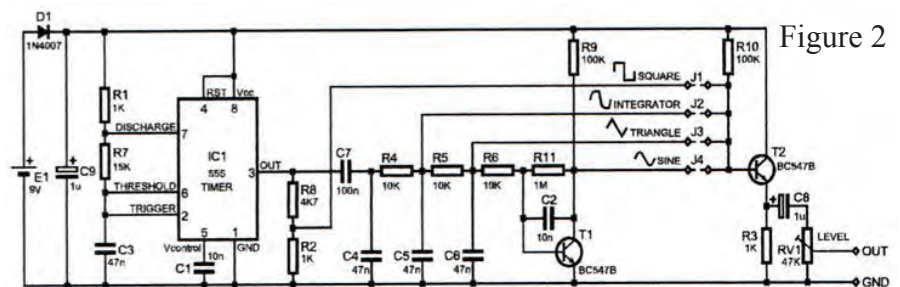 Figure 2
D1
1N4007
R1
1K
DISCHARGE
R7
15K
THRESHOLD
TRIGGER
E1
9V
C9
1u
C3
47n
RST
Vcc
4
8
7
6
2
3
5
1
IC1
555
TIMER
OUT
Vcontrol
GND
10n
C1
R8
4K7
R2
1K
C7
100n
R4
10K
R5
10K
R6
10K
R11
1M
C4
47n
C5
47n
C6
47n
C2
10n
T1
BC547B
R9
100K
R10
100K
SQUARE
J1
INTEGRATOR
J2
TRIANGLE
J3
SINE
J4
T2
BC547B
C8
1u
R3
1K
RV1
47K
LEVEL
OUT
GND